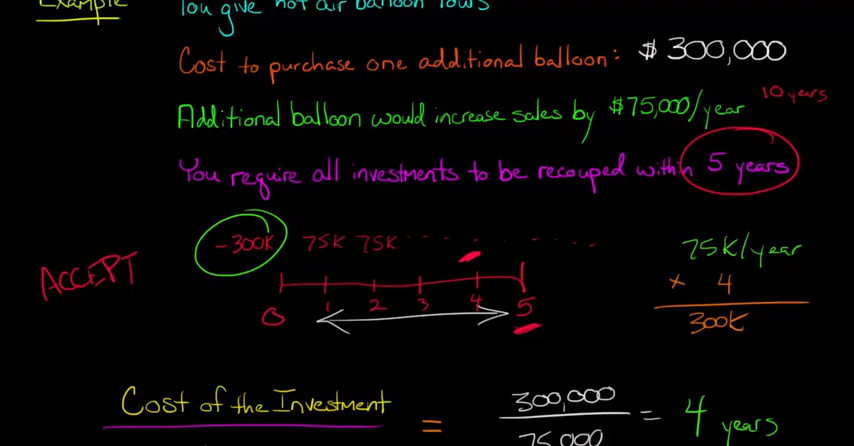 Example You give hot air balloon tours
Cost to purchase one additional balloon: $300,000
10 years
Additional balloon would increase sales by $75,000/year
You require all investments to be recouped within 5 years
-300K 75K 75K . . . . . . . . .
75K/year
ACCEPT
x 4
0 1 2 3 4 5
300K
Cost of the Investment = 300,000 / 75,000 = 4 years